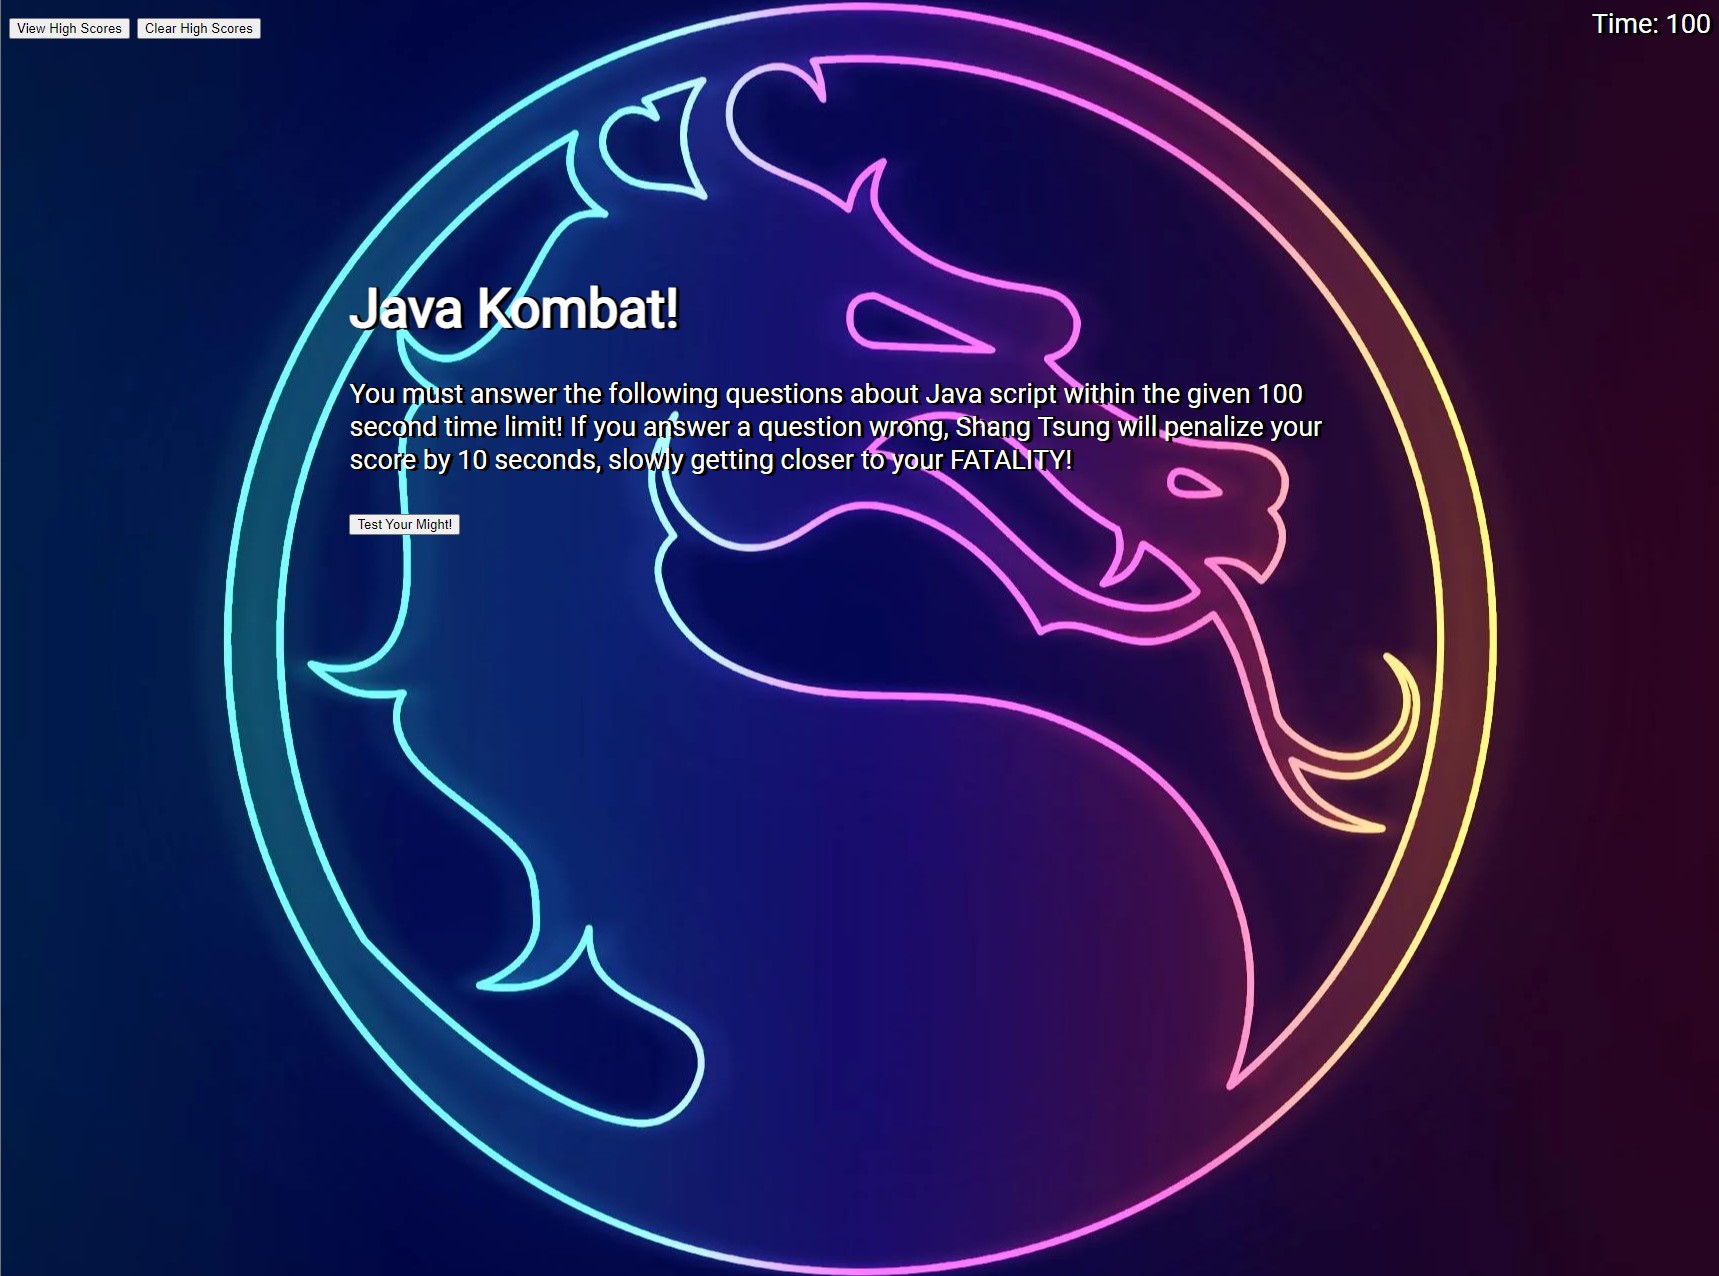 View High Scores Clear High Scores Time: 100
Java Kombat!
You must answer the following questions about Java script within the given 100
second time limit! If you answer a question wrong, Shang Tsung will penalize your
score by 10 seconds, slowly getting closer to your FATALITY!
Test Your Might!